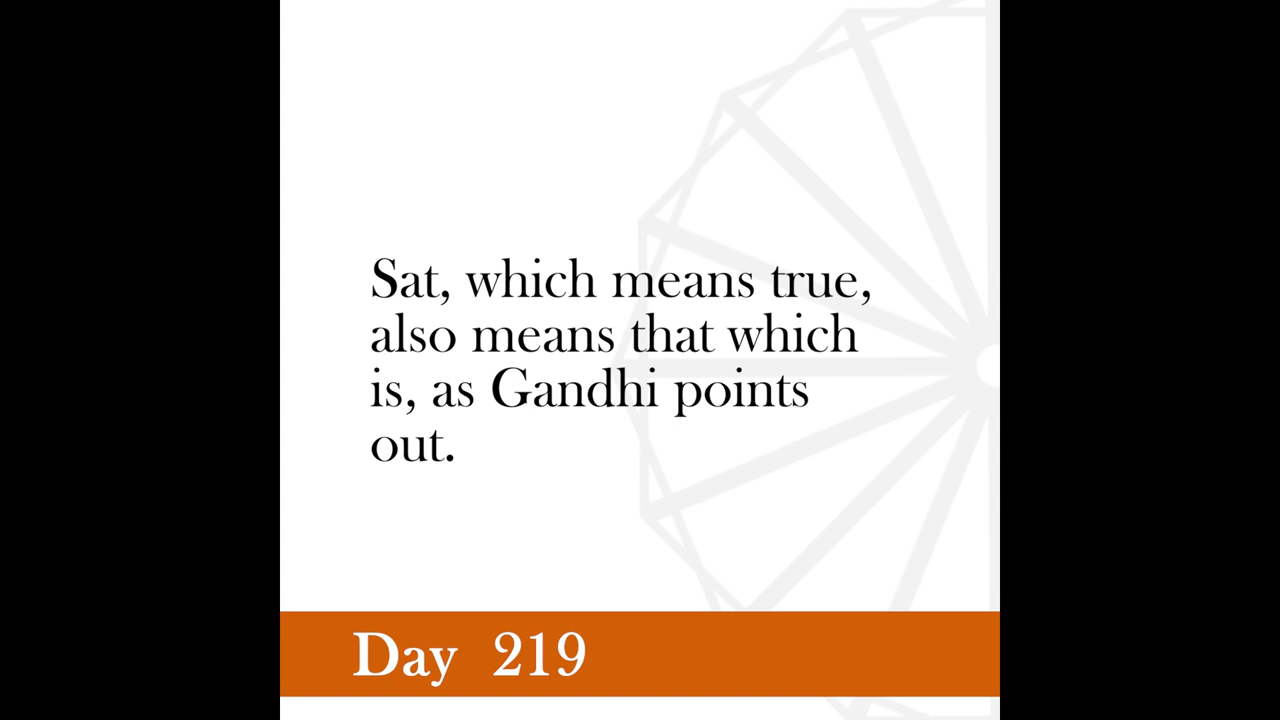 Sat, which means true,
also means that which
is, as Gandhi points
out.
Day 219